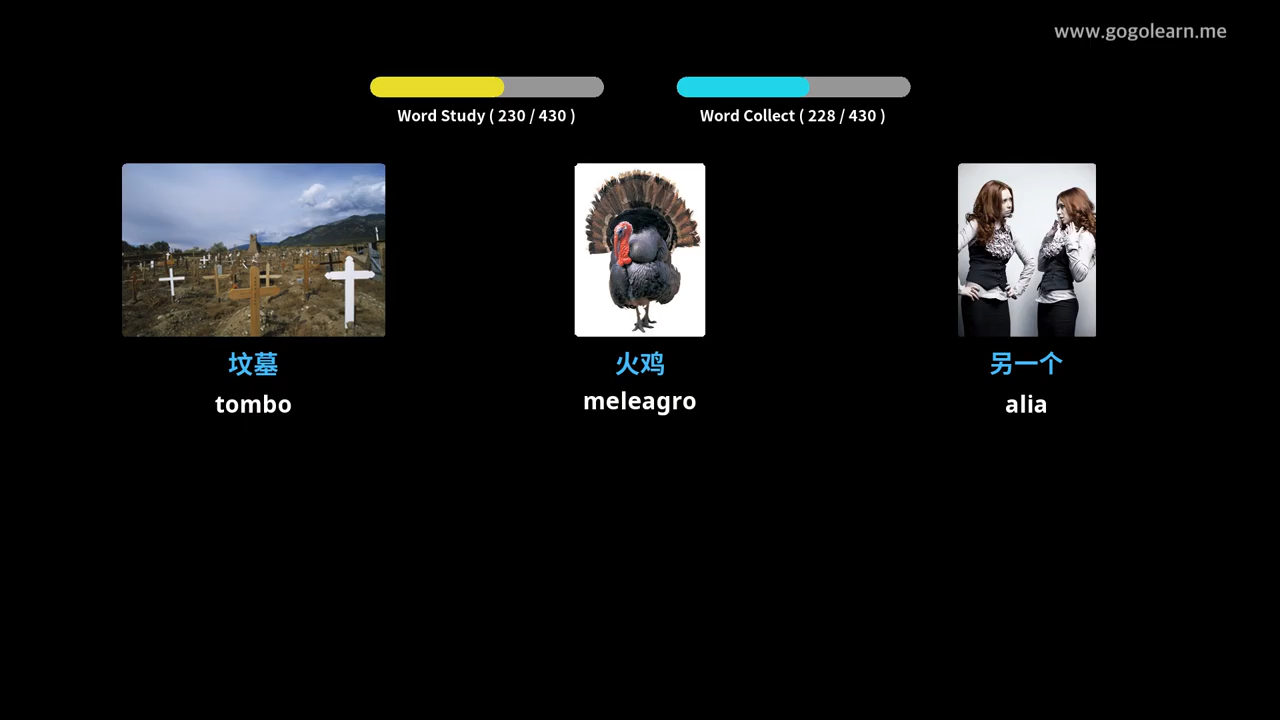 www.gogolearn.me
Word Study ( 230 / 430 )
Word Collect ( 228 / 430 )
坟墓
火鸡
另一个
tombo
meleagro
alia